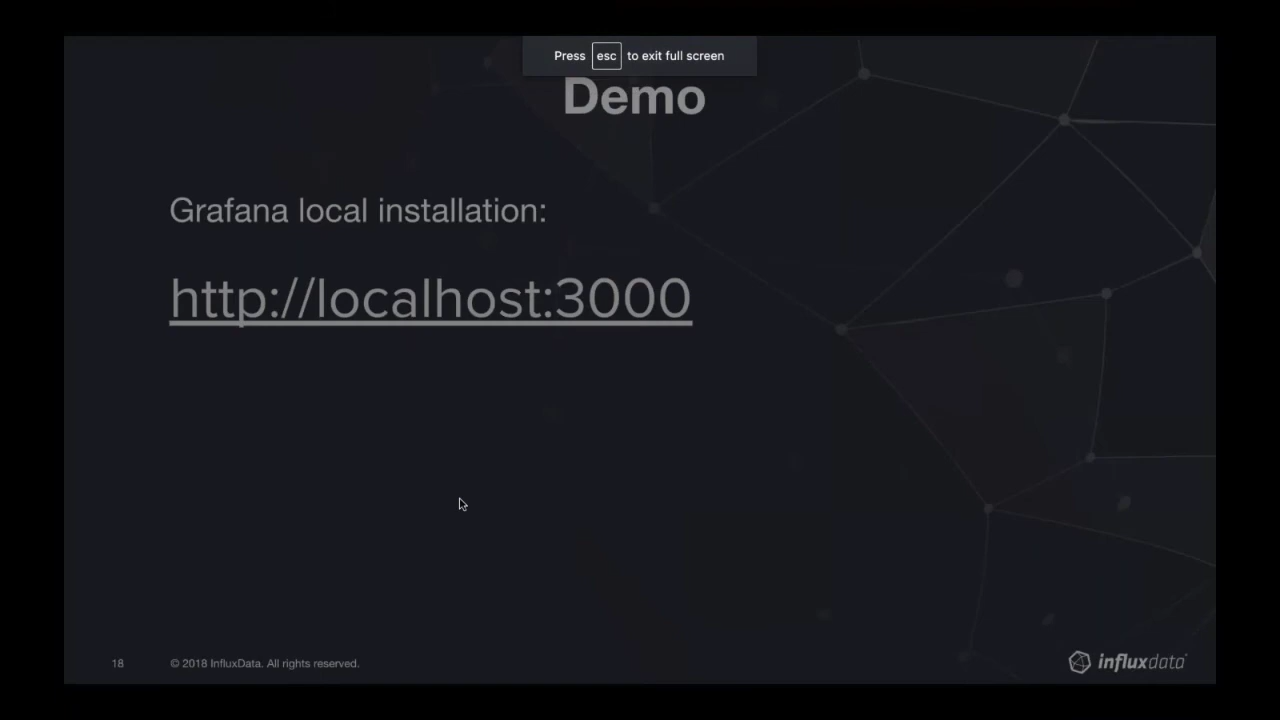 Press esc to exit full screen
Demo
Grafana local installation:
http://localhost:3000
18
© 2018 InfluxData. All rights reserved.
influxdata